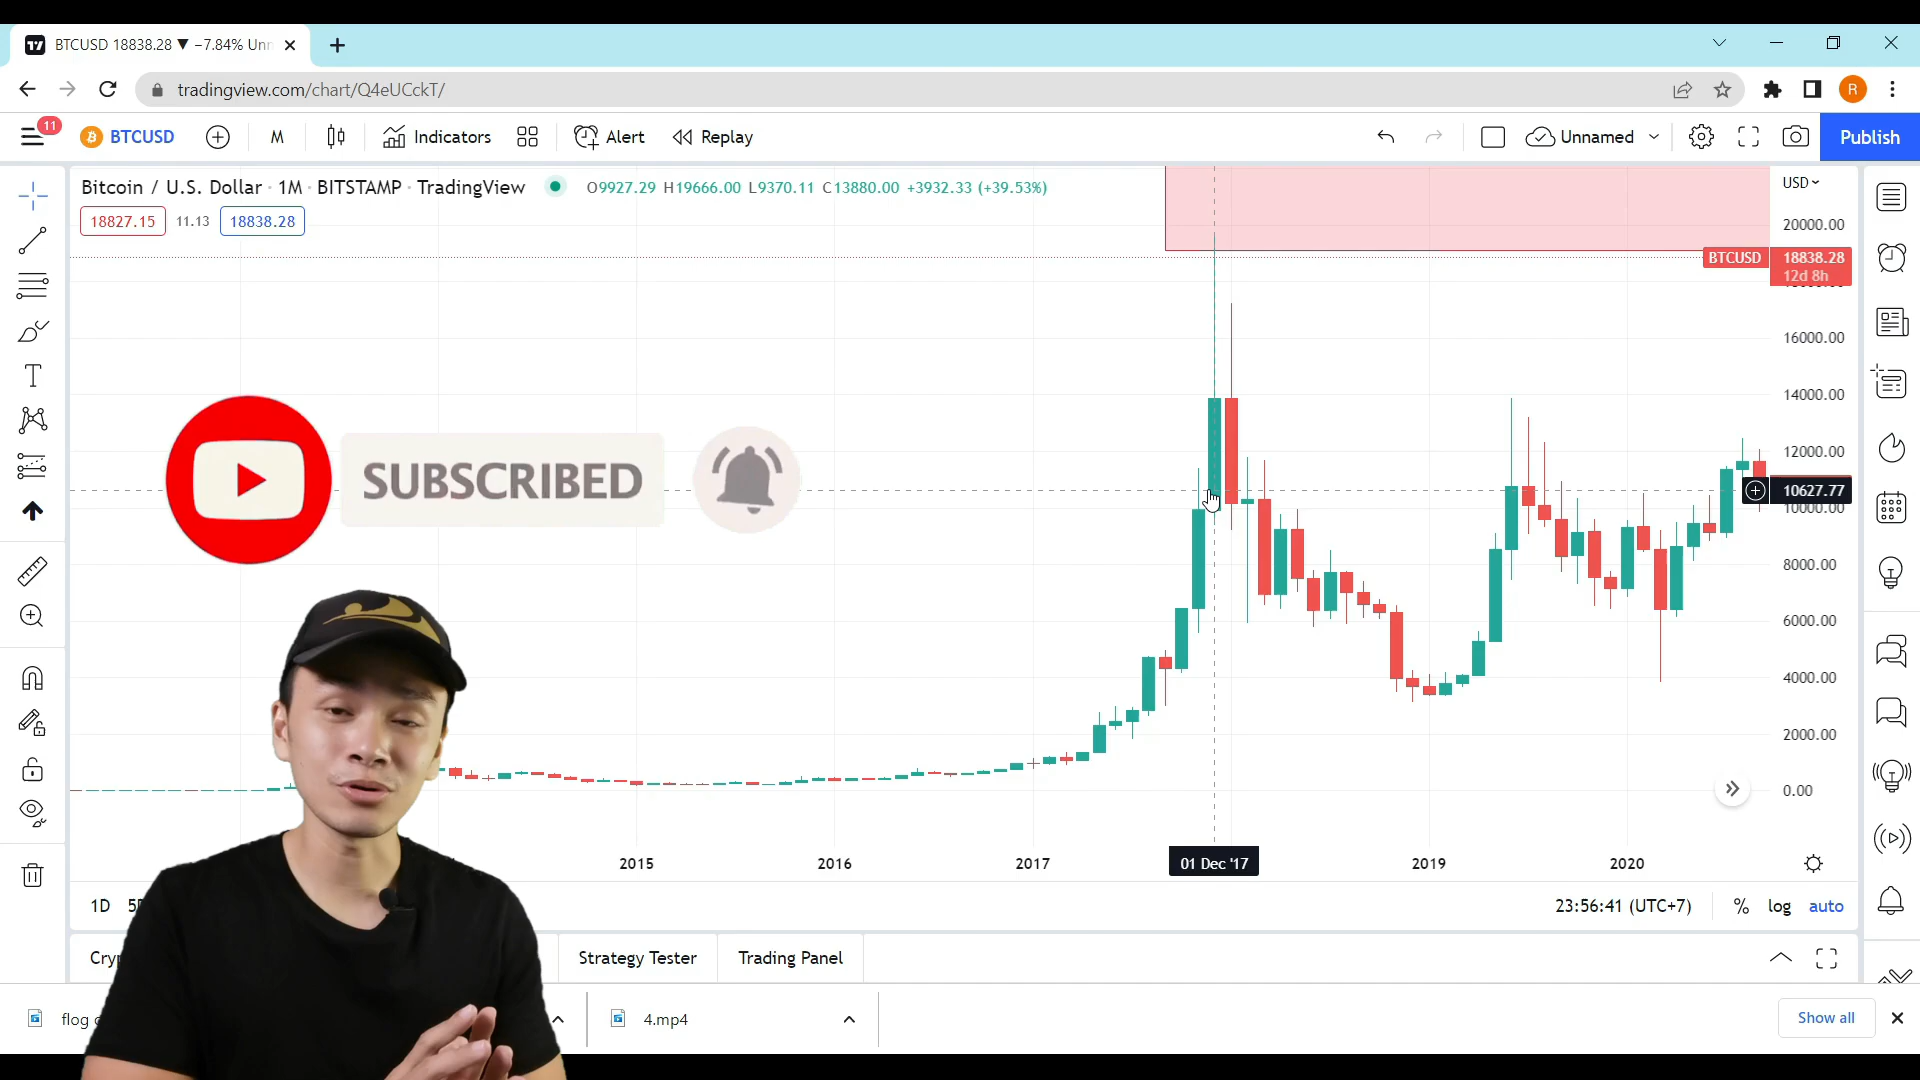 BTCUSD 18838.28 ▼ −7.84% Unn
tradingview.com/chart/Q4eUCckT/
11
BTCUSD
M
Indicators
Alert
Replay
Unnamed
Publish
Bitcoin / U.S. Dollar · 1M · BITSTAMP · TradingView
O9927.29 H19666.00 L9370.11 C13880.00 +3932.33 (+39.53%)
18827.15 11.13 18838.28
USD
20000.00
BTCUSD 18838.28
12d 8h
16000.00
14000.00
12000.00
10627.77
10000.00
8000.00
6000.00
4000.00
2000.00
0.00
SUBSCRIBED
2015 2016 2017 01 Dec '17 2019 2020
1D
23:56:41 (UTC+7) % log auto
Strategy Tester
Trading Panel
flog
4.mp4
Show all
R